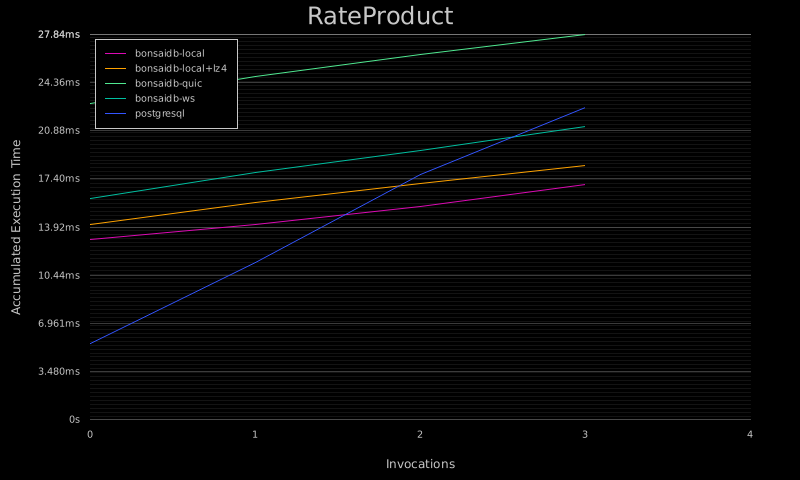 RateProduct
27.84ms
24.36ms
20.88ms
17.40ms
13.92ms
10.44ms
6.961ms
3.480ms
0s
bonsaidb-local
bonsaidb-local+lz4
bonsaidb-quic
bonsaidb-ws
postgresql
Accumulated Execution Time
0 1 2 3 4
Invocations